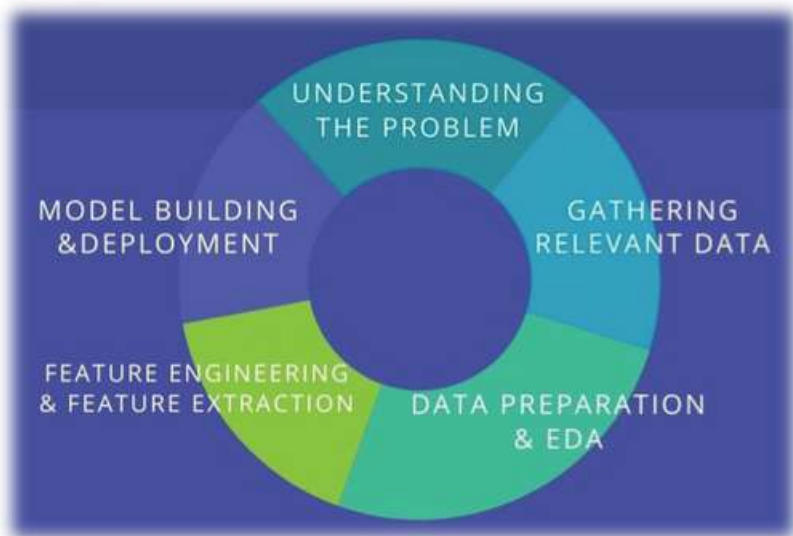 UNDERSTANDING
THE PROBLEM
GATHERING
RELEVANT DATA
DATA PREPARATION
& EDA
FEATURE ENGINEERING
& FEATURE EXTRACTION
MODEL BUILDING
&DEPLOYMENT